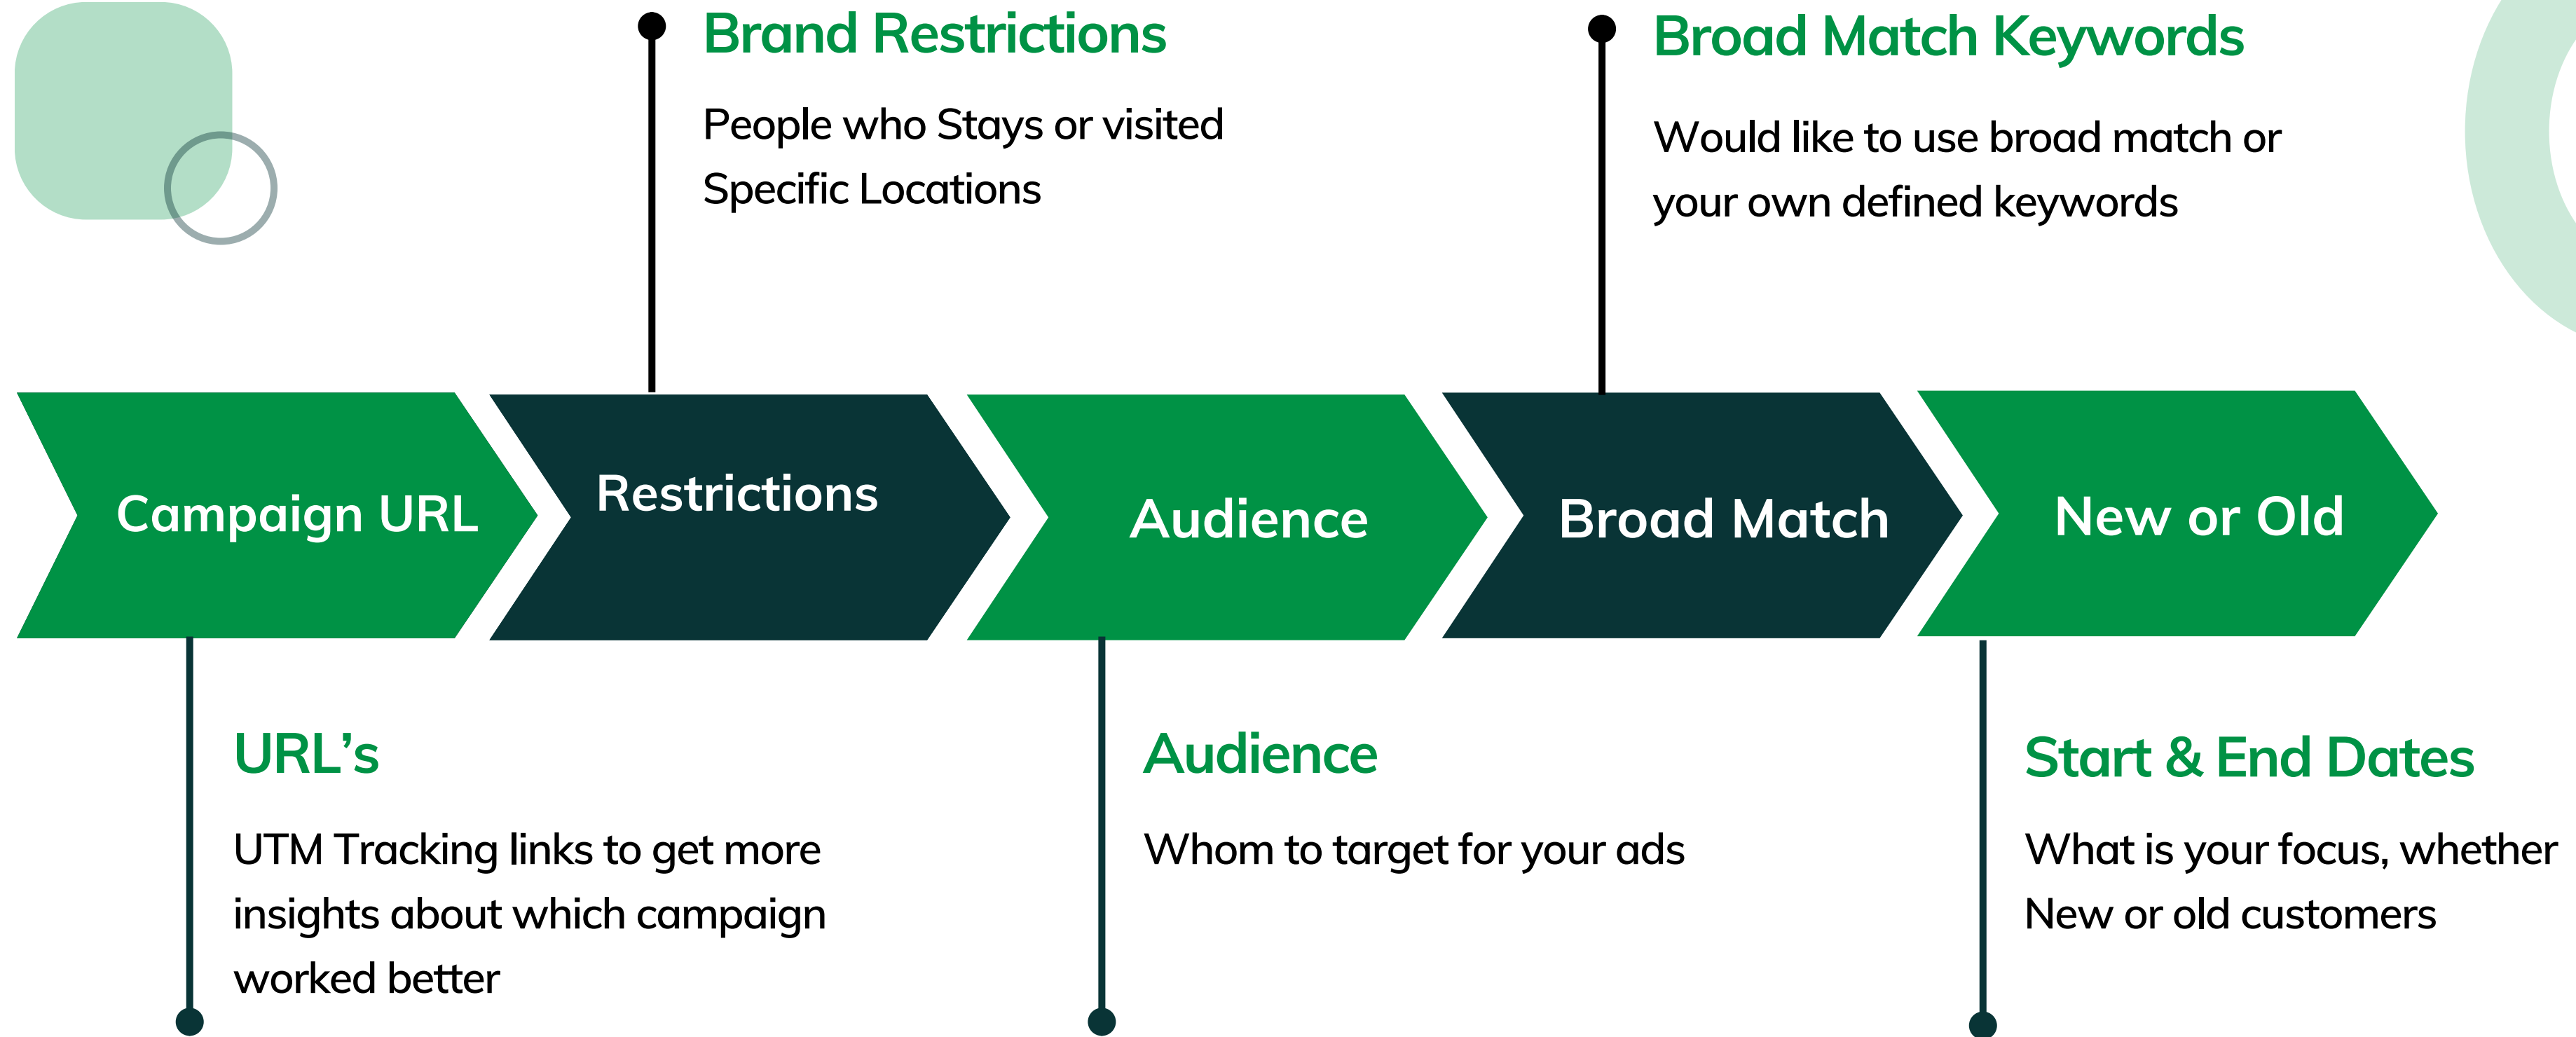 Brand Restrictions
People who Stays or visited
Specific Locations
Broad Match Keywords
Would like to use broad match or
your own defined keywords
Campaign URL
Restrictions
Audience
Broad Match
New or Old
URL’s
UTM Tracking links to get more
insights about which campaign
worked better
Audience
Whom to target for your ads
Start & End Dates
What is your focus, whether
New or old customers